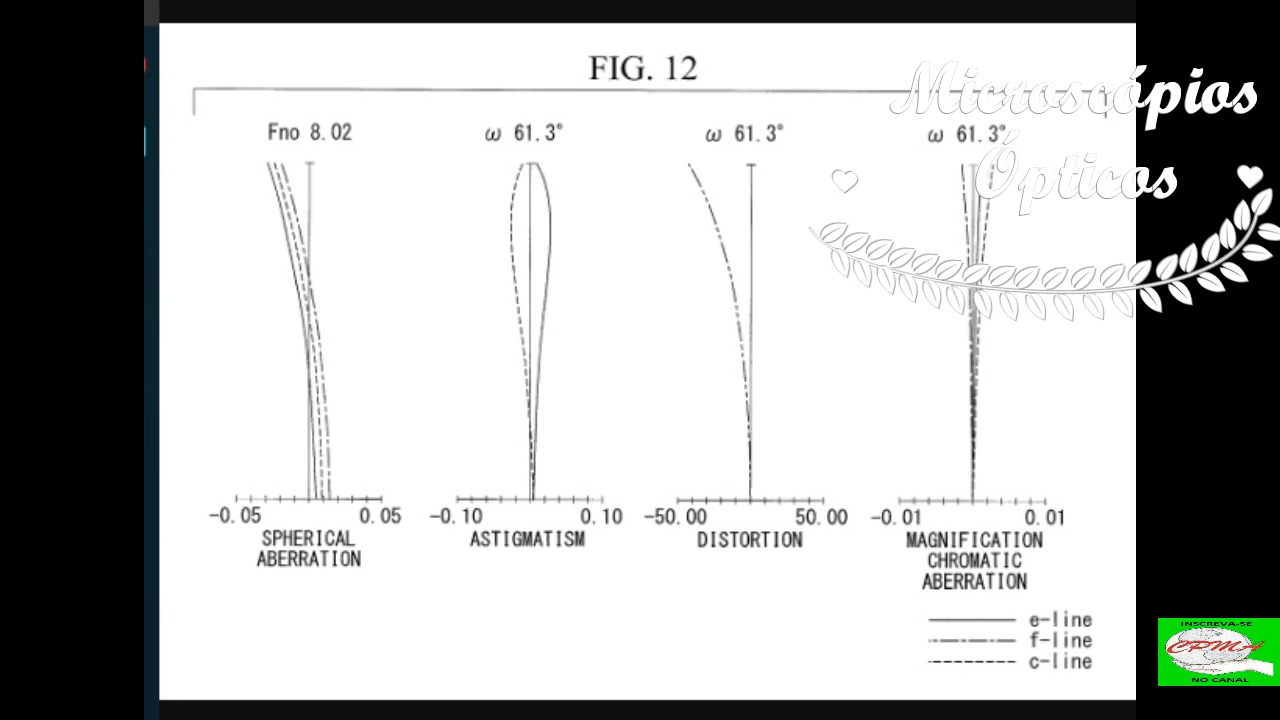 FIG. 12
Microscópios
Ópticos
Fno 8.02
ω 61.3°
ω 61.3°
ω 61.3°
-0.05
0.05
-0.10
0.10
-50.00
50.00
-0.01
0.01
SPHERICAL
ABERRATION
ASTIGMATISM
DISTORTION
MAGNIFICATION
CHROMATIC
ABERRATION
e-line
f-line
c-line
INSCREVA-SE
CPMA
NO CANAL